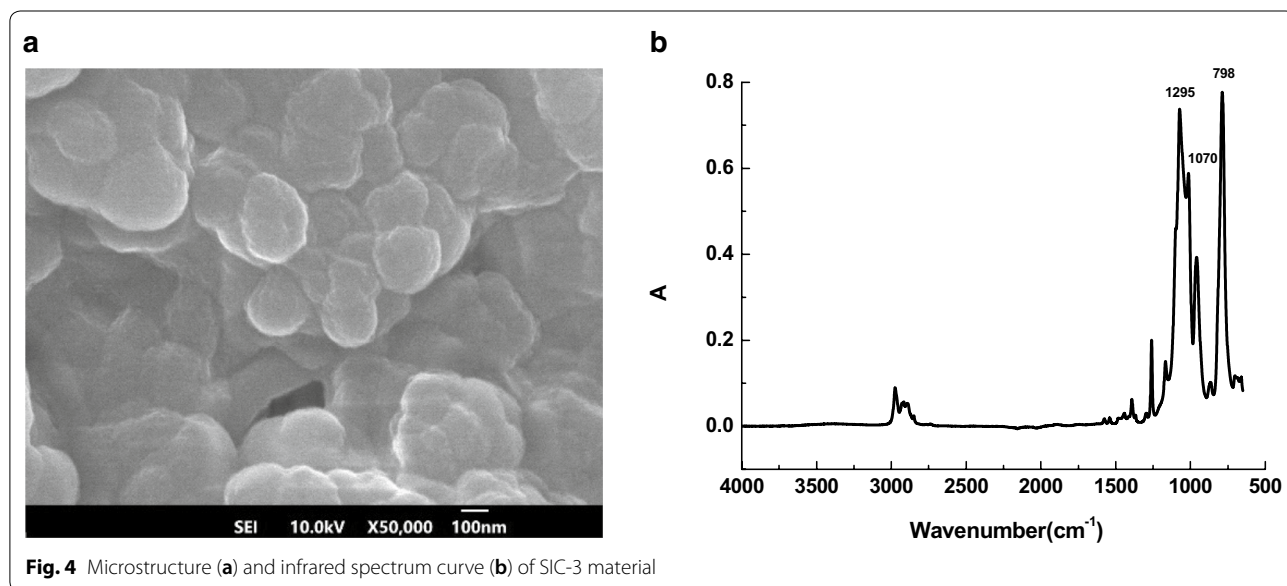 a
SEI 10.0kV X50,000 100nm
b
A
0.8
0.6
0.4
0.2
0.0
1295
1070
798
4000 3500 3000 2500 2000 1500 1000 500
Wavenumber(cm⁻¹)
Fig. 4 Microstructure (a) and infrared spectrum curve (b) of SIC-3 material